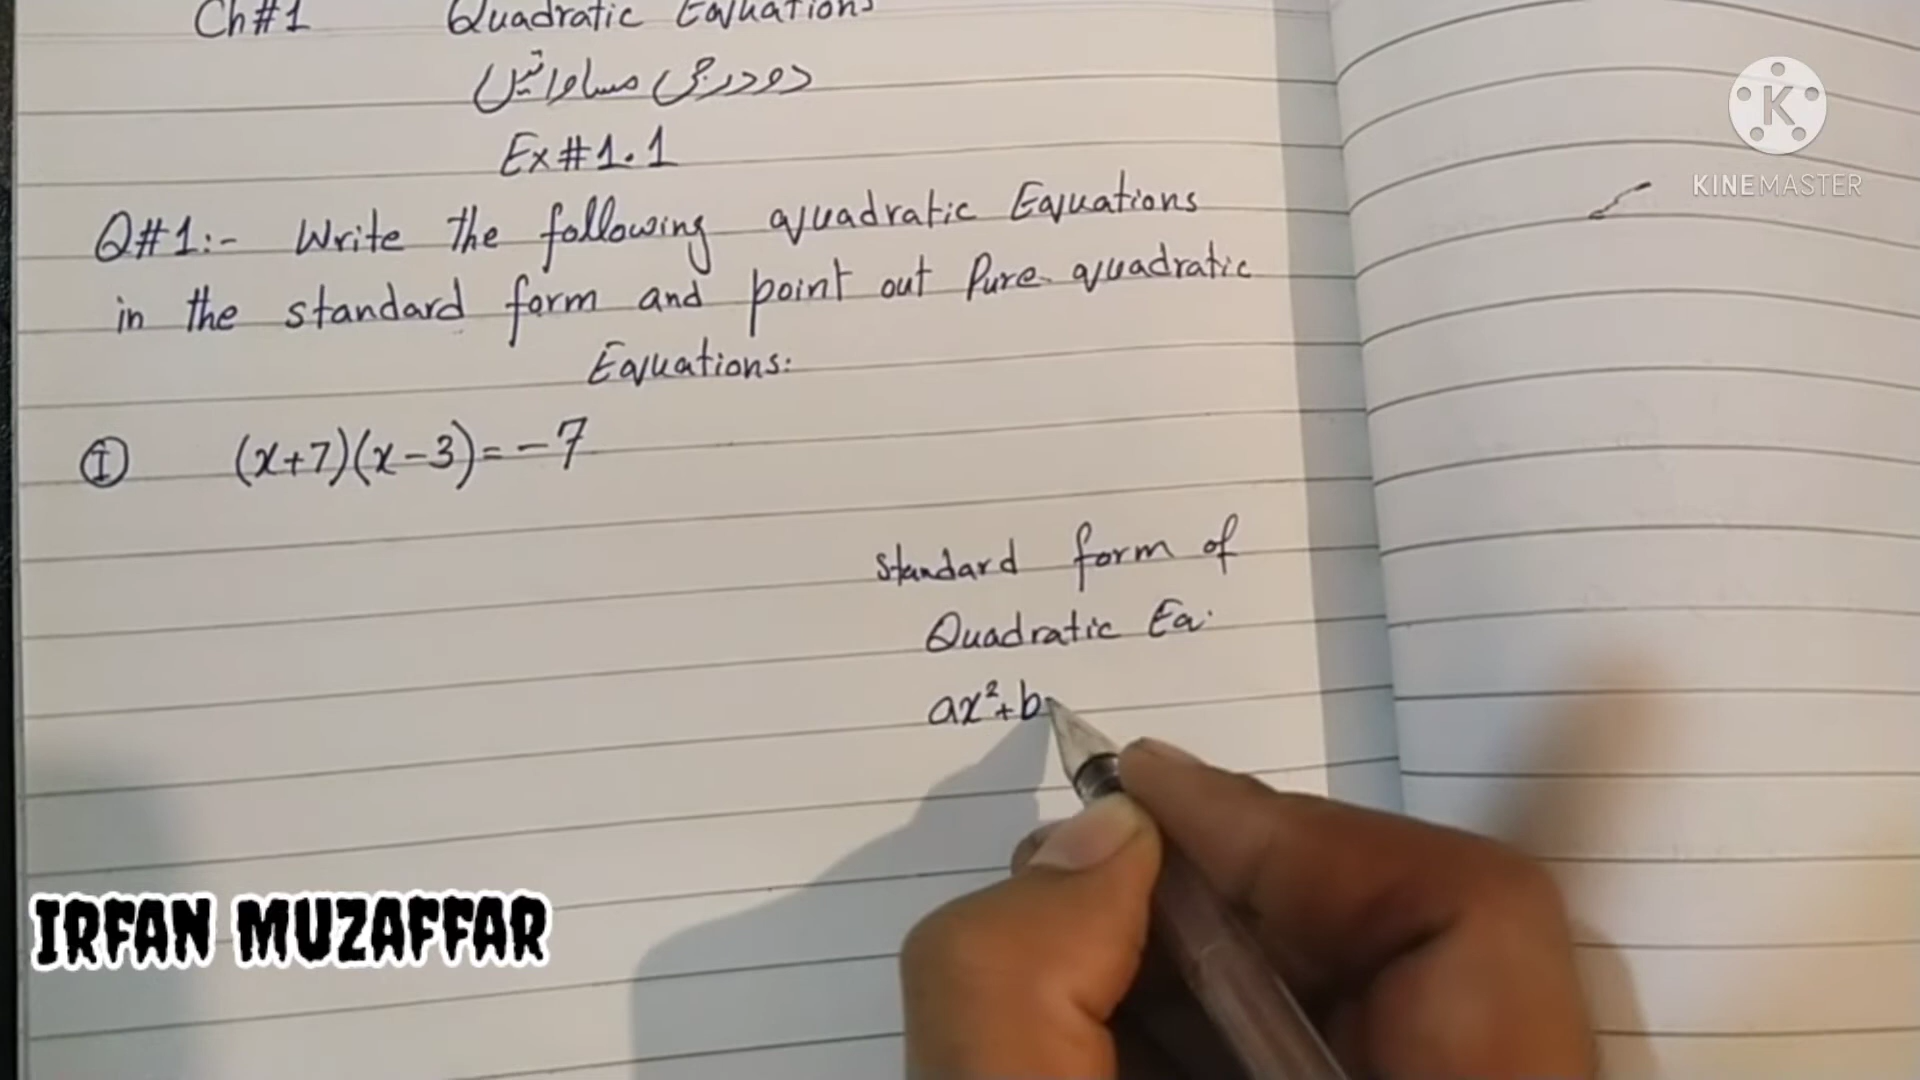 Ch#1 Quadratic Equations
دو درجی مساواتیں
Ex#1.1
Q#1:- Write the following quadratic Equations
in the standard form and point out Pure quadratic
Equations:
I (x+7)(x-3)=-7
Standard form of
Quadratic Eq.
ax²+b
KINEMASTER
IRFAN MUZAFFAR